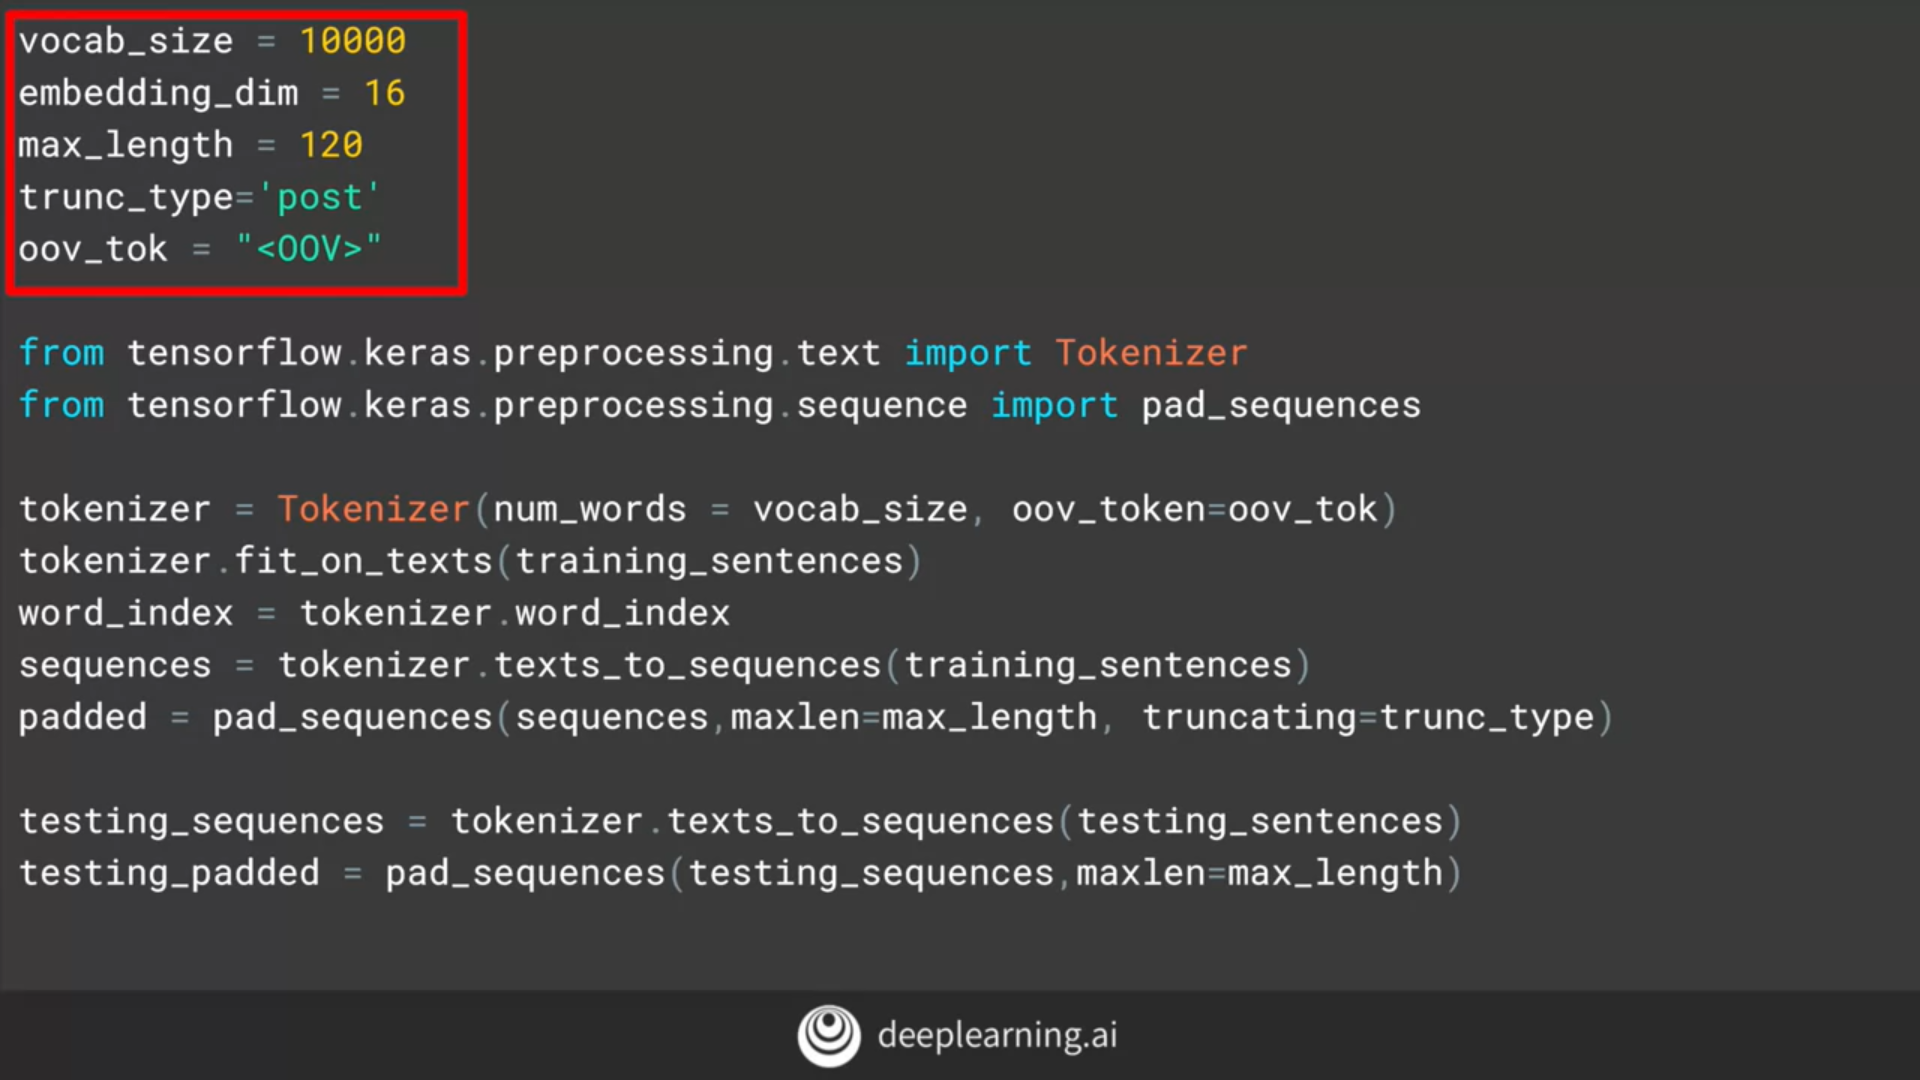 vocab_size = 10000
embedding_dim = 16
max_length = 120
trunc_type='post'
oov_tok = "<OOV>"
from tensorflow.keras.preprocessing.text import Tokenizer
from tensorflow.keras.preprocessing.sequence import pad_sequences
tokenizer = Tokenizer(num_words = vocab_size, oov_token=oov_tok)
tokenizer.fit_on_texts(training_sentences)
word_index = tokenizer.word_index
sequences = tokenizer.texts_to_sequences(training_sentences)
padded = pad_sequences(sequences,maxlen=max_length, truncating=trunc_type)
testing_sequences = tokenizer.texts_to_sequences(testing_sentences)
testing_padded = pad_sequences(testing_sequences,maxlen=max_length)
deeplearning.ai